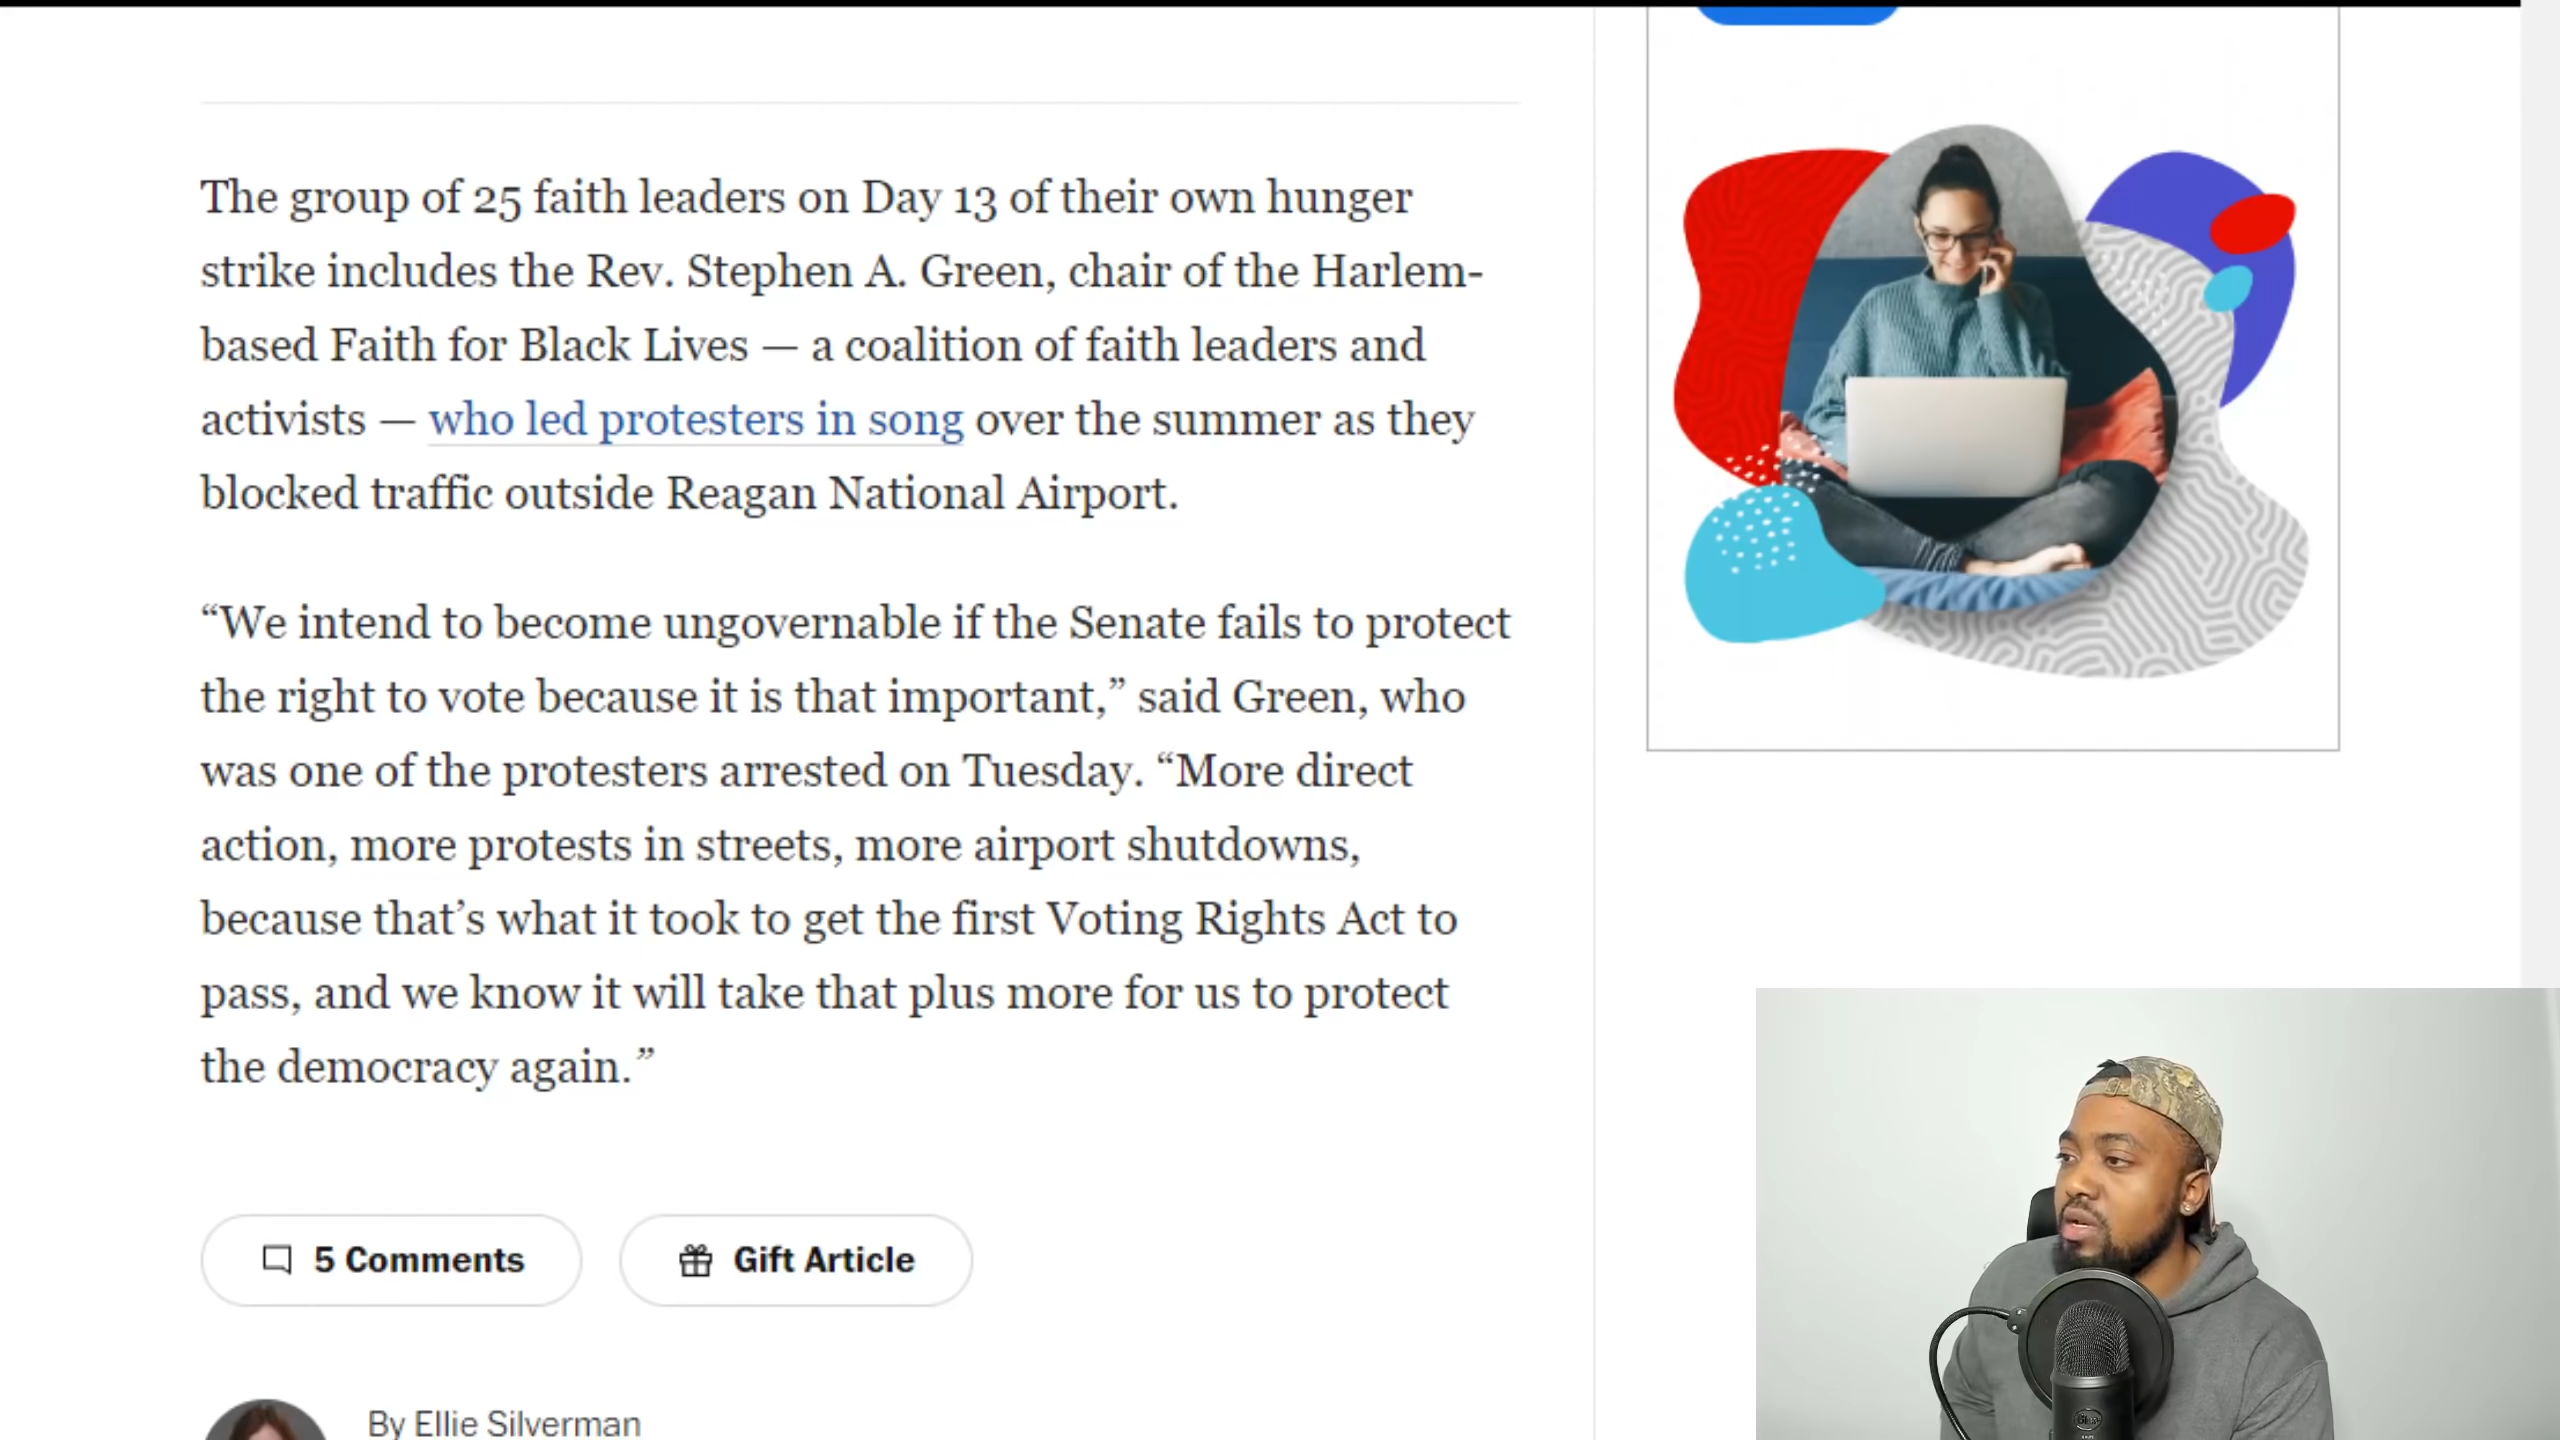 The group of 25 faith leaders on Day 13 of their own hunger
strike includes the Rev. Stephen A. Green, chair of the Harlem-
based Faith for Black Lives — a coalition of faith leaders and
activists — who led protesters in song over the summer as they
blocked traffic outside Reagan National Airport.
“We intend to become ungovernable if the Senate fails to protect
the right to vote because it is that important,” said Green, who
was one of the protesters arrested on Tuesday. “More direct
action, more protests in streets, more airport shutdowns,
because that’s what it took to get the first Voting Rights Act to
pass, and we know it will take that plus more for us to protect
the democracy again.”
5 Comments
Gift Article
By Ellie Silverman
Blue